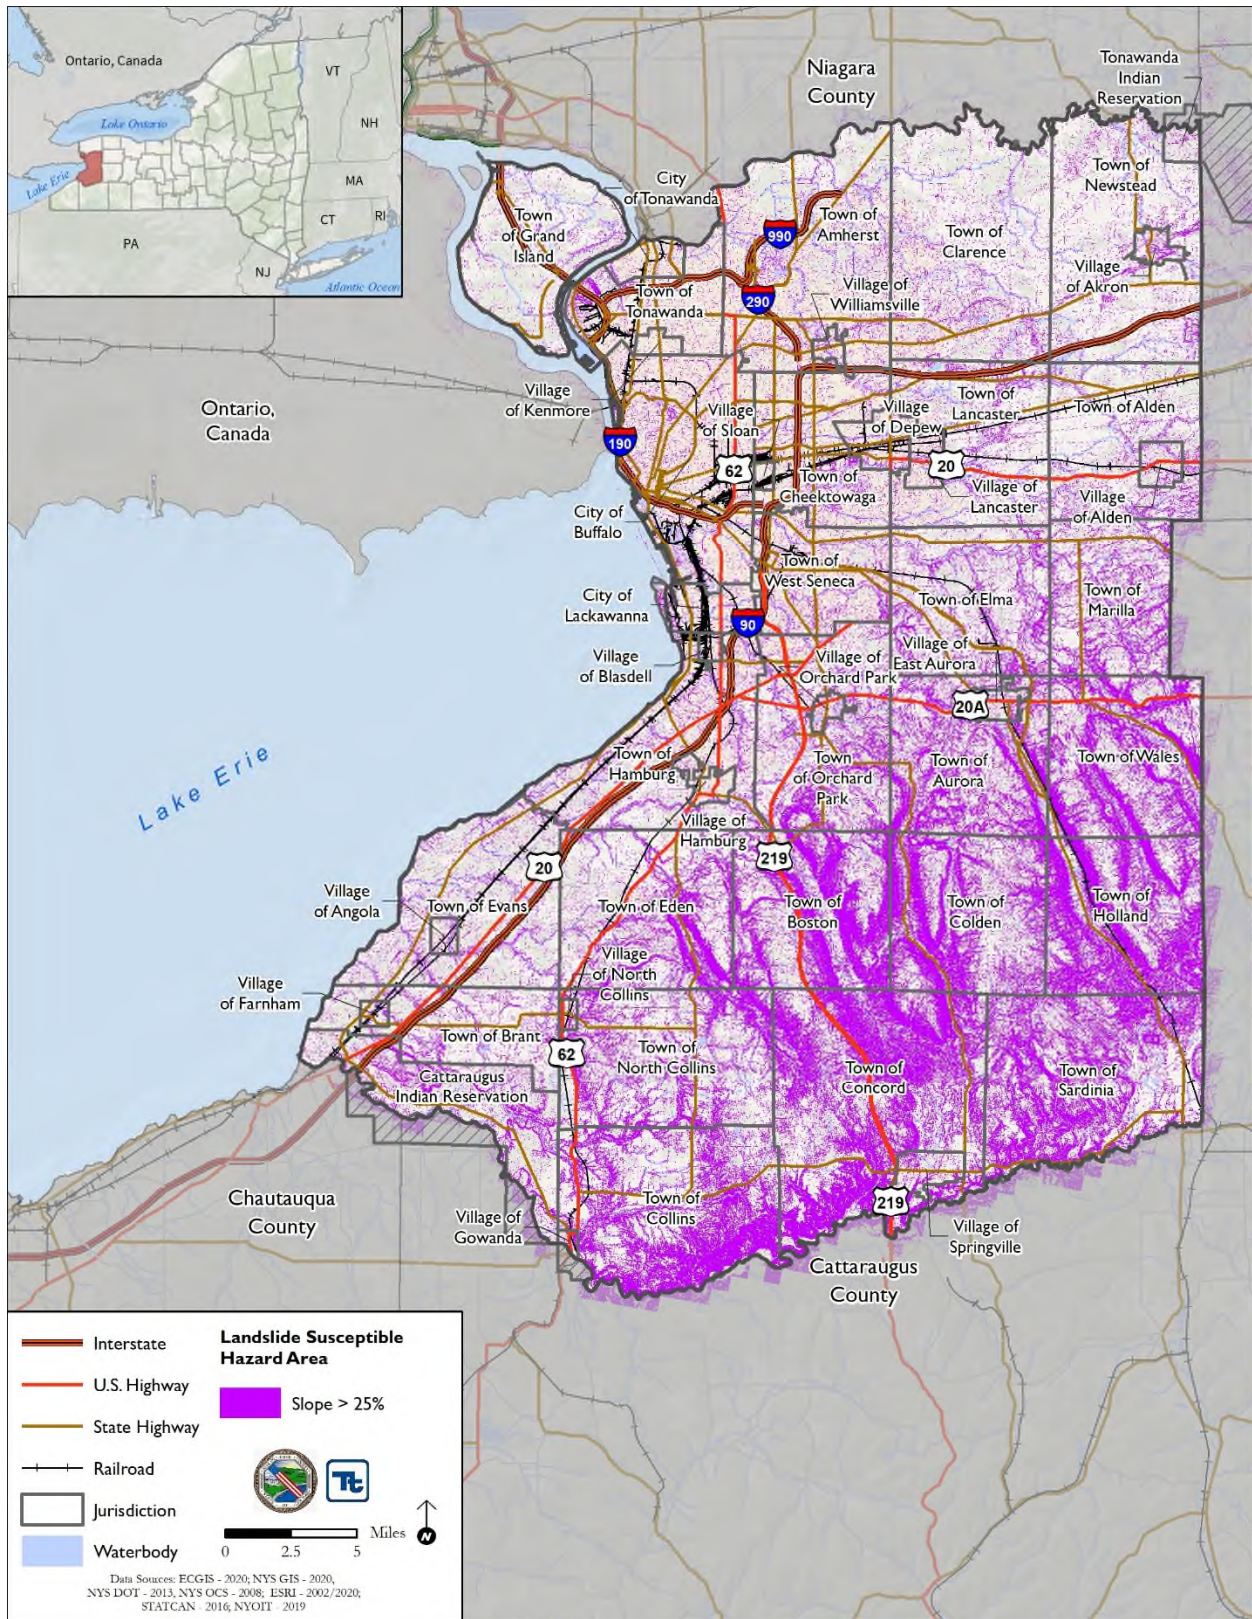 Ontario, Canada
VT
Lake Ontario
NH
Lake Erie
MA
CT
RI
PA
NJ
Atlantic Ocean
Niagara
County
Tonawanda
Indian
Reservation
City
of Tonawanda
Town of
Newstead
Town
of Grand
Island
990
Town of
Amherst
Town of
Clarence
Village
of Akron
Town of
Tonawanda
290
Village of
Williamsville
Village
of Kenmore
Ontario,
Canada
190
Village
of Sloan
Village
of Depew
Town of
Lancaster
Town of Alden
62
20
Town of
Cheektowaga
Village of
Lancaster
Village
of Alden
City of
Buffalo
Town of
West Seneca
City of
Lackawanna
Town of Elma
Town of
Marilla
90
Village
of Blasdell
Village of
Orchard Park
Village of
East Aurora
20A
Lake Erie
Town of
Hamburg
Town
of Orchard
Park
Town of
Aurora
Town of Wales
Village of
Hamburg
20
219
Village
of Angola
Town of Evans
Town of Eden
Town of
Boston
Town of
Colden
Town of
Holland
Village
of Farnham
Village
of North
Collins
Town of Brant
62
Town of
North Collins
Town of
Concord
Town of
Sardinia
Cattaraugus
Indian Reservation
Chautauqua
County
Village of
Gowanda
Town of
Collins
219
Village of
Springville
Cattaraugus
County
Interstate
U.S. Highway
State Highway
Railroad
Jurisdiction
Waterbody
Landslide Susceptible
Hazard Area
Slope > 25%
Tt
Miles
0 2.5 5
N
Data Sources: ECGIS - 2020; NYS GIS - 2020,
NYS DOT - 2013, NYS OCS - 2008; ESRI - 2002/2020;
STATCAN - 2016; NYOIT - 2019